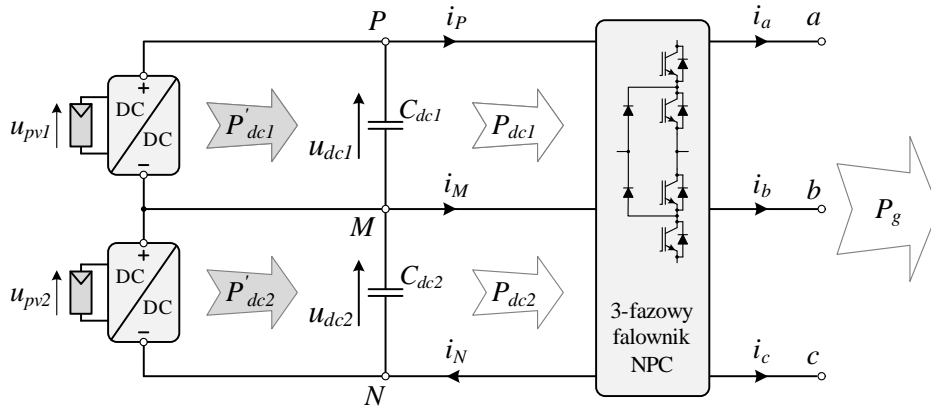 P
i_P
i_a
a
+
DC
DC
−
u_pv1
P'_dc1
C_dc1
u_dc1
P_dc1
i_M
M
i_b
b
P_g
+
DC
DC
−
u_pv2
P'_dc2
C_dc2
u_dc2
P_dc2
3-fazowy
falownik
NPC
i_N
N
i_c
c